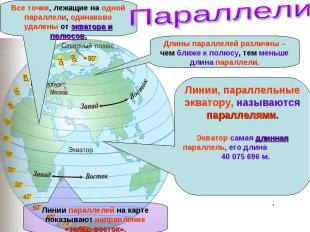 Параллели
Все точки, лежащие на одной
параллели, одинаково
удалены от экватора и
полюсов.
Длины параллелей различны –
чем ближе к полюсу, тем меньше
длина параллели.
Северный полюс
90°
Москва
Запад
Восток
Линии, параллельные
экватору, называются
параллелями.
Экватор самая длинная
параллель, его длина
40 075 696 м.
Экватор
Запад
Восток
Линии параллелей на карте
показывают направление
«запад-восток».